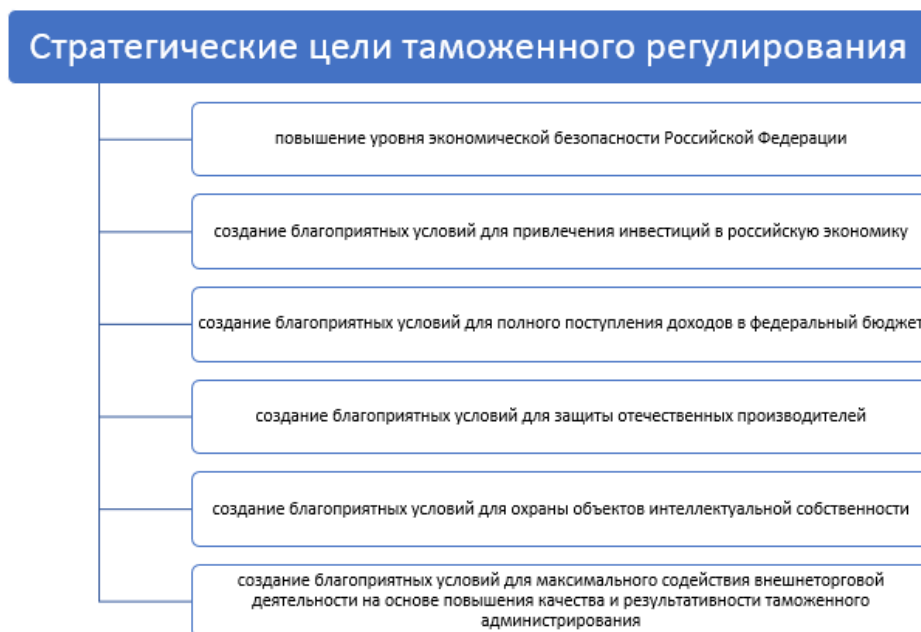 Стратегические цели таможенного регулирования
повышение уровня экономической безопасности Российской Федерации
создание благоприятных условий для привлечения инвестиций в российскую экономику
создание благоприятных условий для полного поступления доходов в федеральный бюджет
создание благоприятных условий для защиты отечественных производителей
создание благоприятных условий для охраны объектов интеллектуальной собственности
создание благоприятных условий для максимального содействия внешнеторговой
деятельности на основе повышения качества и результативности таможенного
администрирования